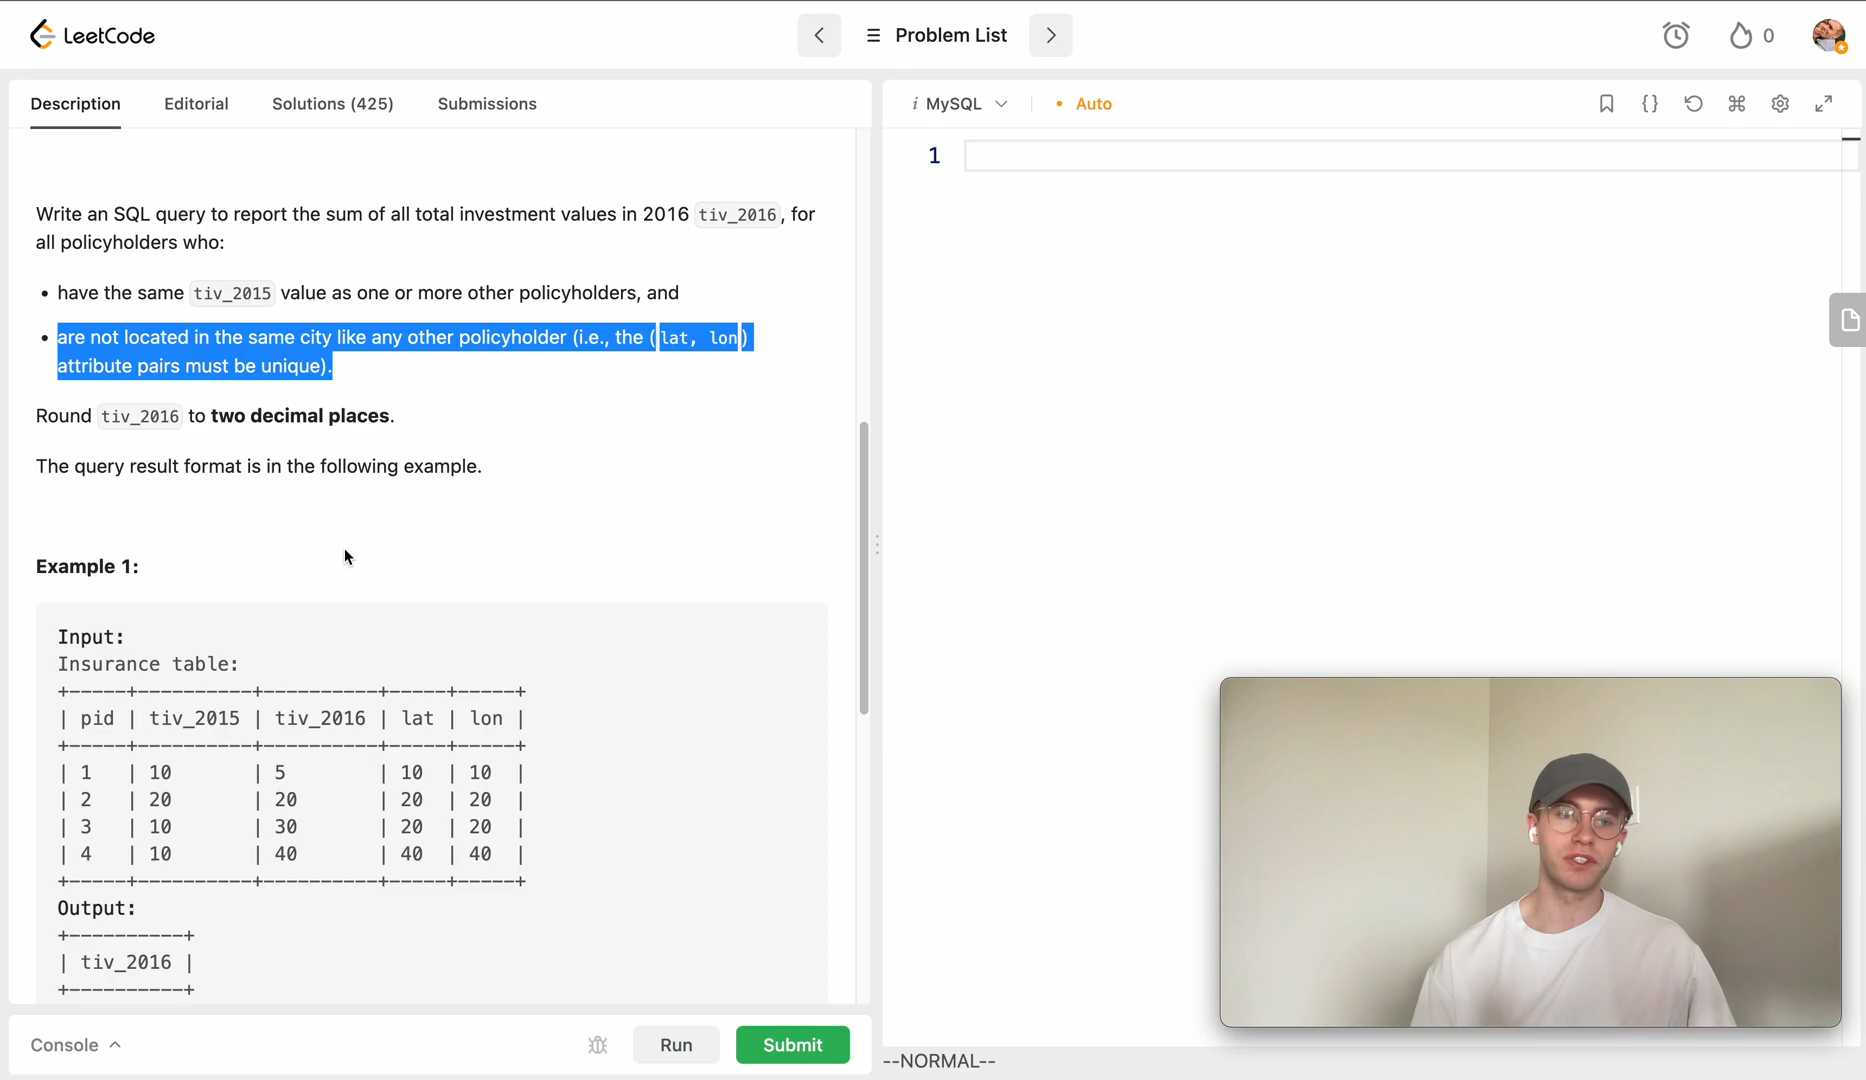 LeetCode
Problem List
0
Description
Editorial
Solutions (425)
Submissions
Write an SQL query to report the sum of all total investment values in 2016 tiv_2016, for
all policyholders who:
• have the same tiv_2015 value as one or more other policyholders, and
• are not located in the same city like any other policyholder (i.e., the (lat, lon)
attribute pairs must be unique).
Round tiv_2016 to two decimal places.
The query result format is in the following example.
Example 1:
Input:
Insurance table:
+-----+----------+----------+-----+-----+
| pid | tiv_2015 | tiv_2016 | lat | lon |
+-----+----------+----------+-----+-----+
| 1 | 10 | 5 | 10 | 10 |
| 2 | 20 | 20 | 20 | 20 |
| 3 | 10 | 30 | 20 | 20 |
| 4 | 10 | 40 | 40 | 40 |
+-----+----------+----------+-----+-----+
Output:
+----------+
| tiv_2016 |
+----------+
Console
Run
Submit
i MySQL
• Auto
{}
1
--NORMAL--